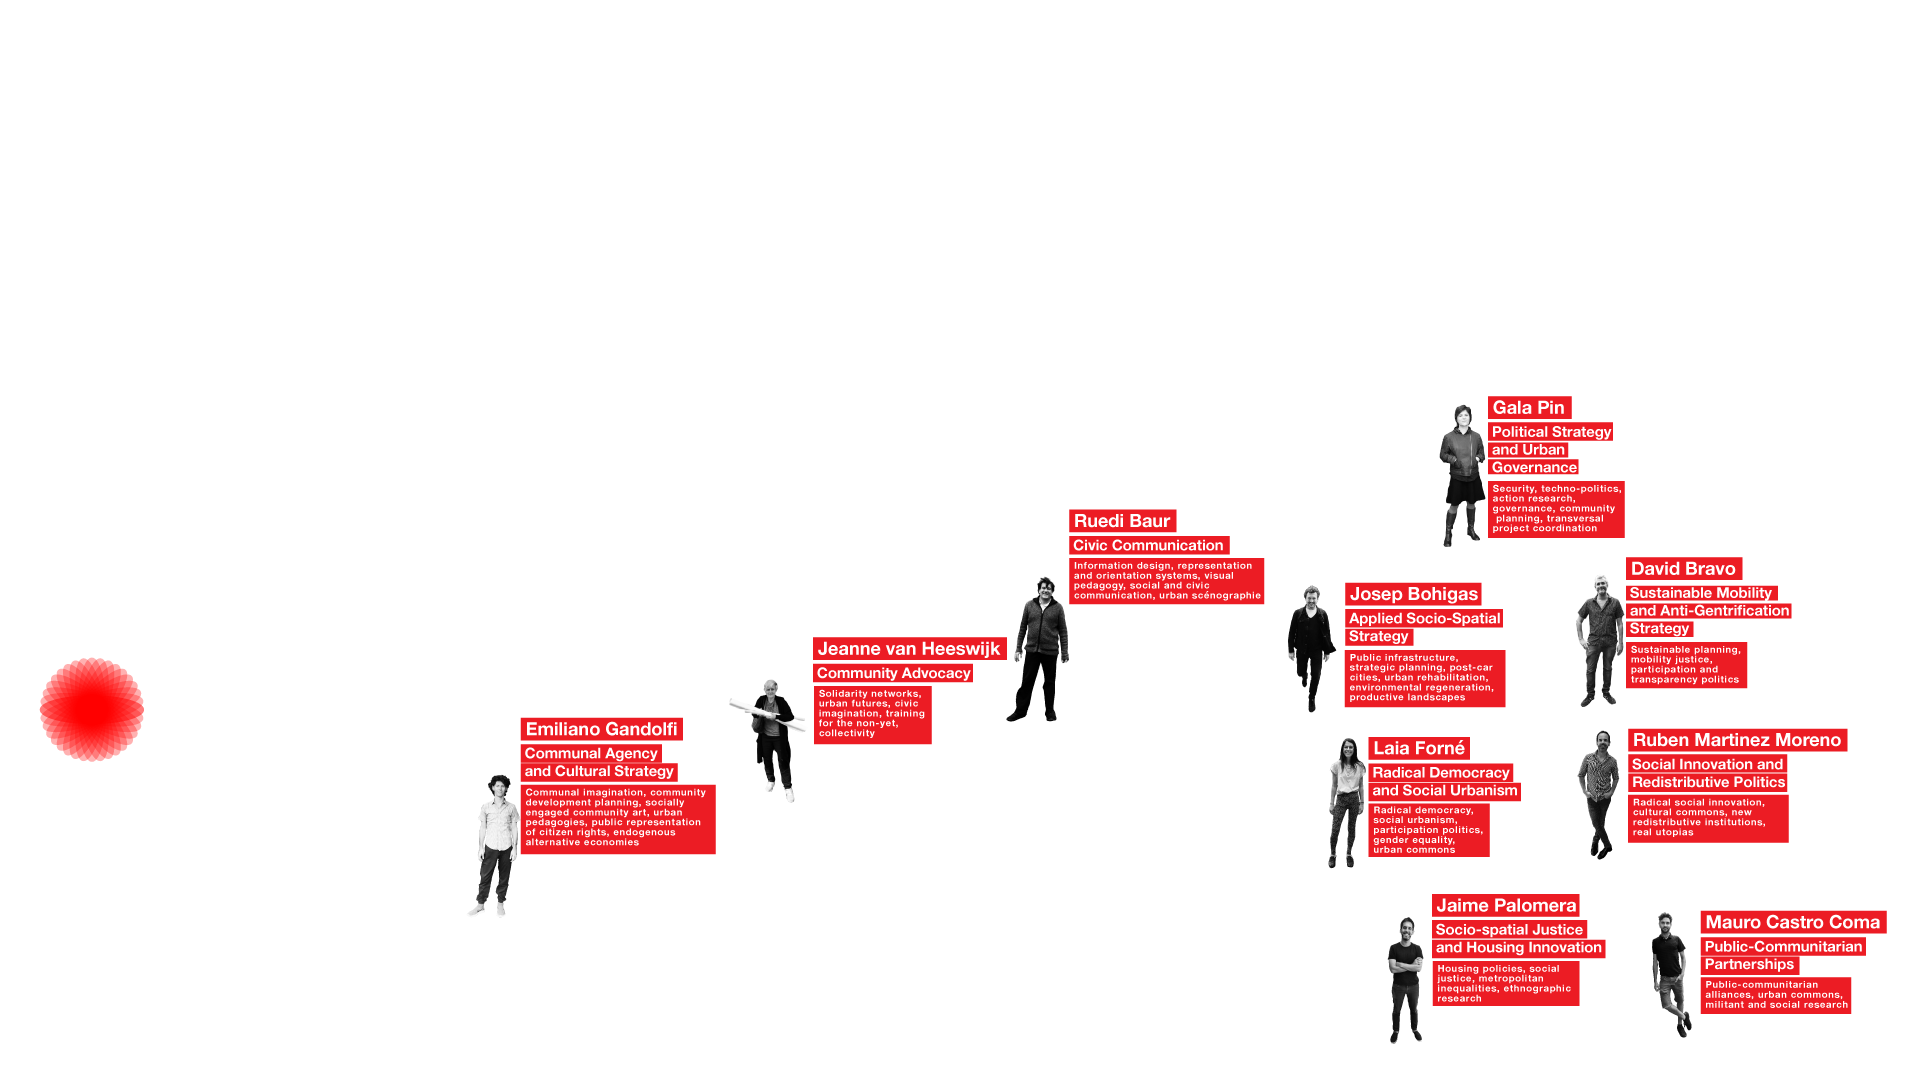 Gala Pin
Political Strategy
and Urban
Governance
Security, techno-politics,
action research,
governance, community
planning, transversal
project coordination
Ruedi Baur
Civic Communication
Information design, representation
and orientation systems, visual
pedagogy, social and civic
communication, urban scénographie
David Bravo
Sustainable Mobility
and Anti-Gentrification
Strategy
Sustainable planning,
mobility justice,
participation and
transparency politics
Josep Bohigas
Applied Socio-Spatial
Strategy
Public infrastructure,
strategic planning, post-car
cities, urban rehabilitation,
environmental regeneration,
productive landscapes
Jeanne van Heeswijk
Community Advocacy
Solidarity networks,
urban futures, civic
imagination, training
for the non-yet,
collectivity
Emiliano Gandolfi
Communal Agency
and Cultural Strategy
Communal imagination, community
development planning, socially
engaged community art, urban
pedagogies, public representation
of citizen rights, endogenous
alternative economies
Laia Forné
Radical Democracy
and Social Urbanism
Radical democracy,
social urbanism,
participation politics,
gender equality,
urban commons
Ruben Martinez Moreno
Social Innovation and
Redistributive Politics
Radical social innovation,
cultural commons, new
redistributive institutions,
real utopias
Jaime Palomera
Socio-spatial Justice
and Housing Innovation
Housing policies, social
justice, metropolitan
inequalities, ethnographic
research
Mauro Castro Coma
Public-Communitarian
Partnerships
Public-communitarian
alliances, urban commons,
militant and social research